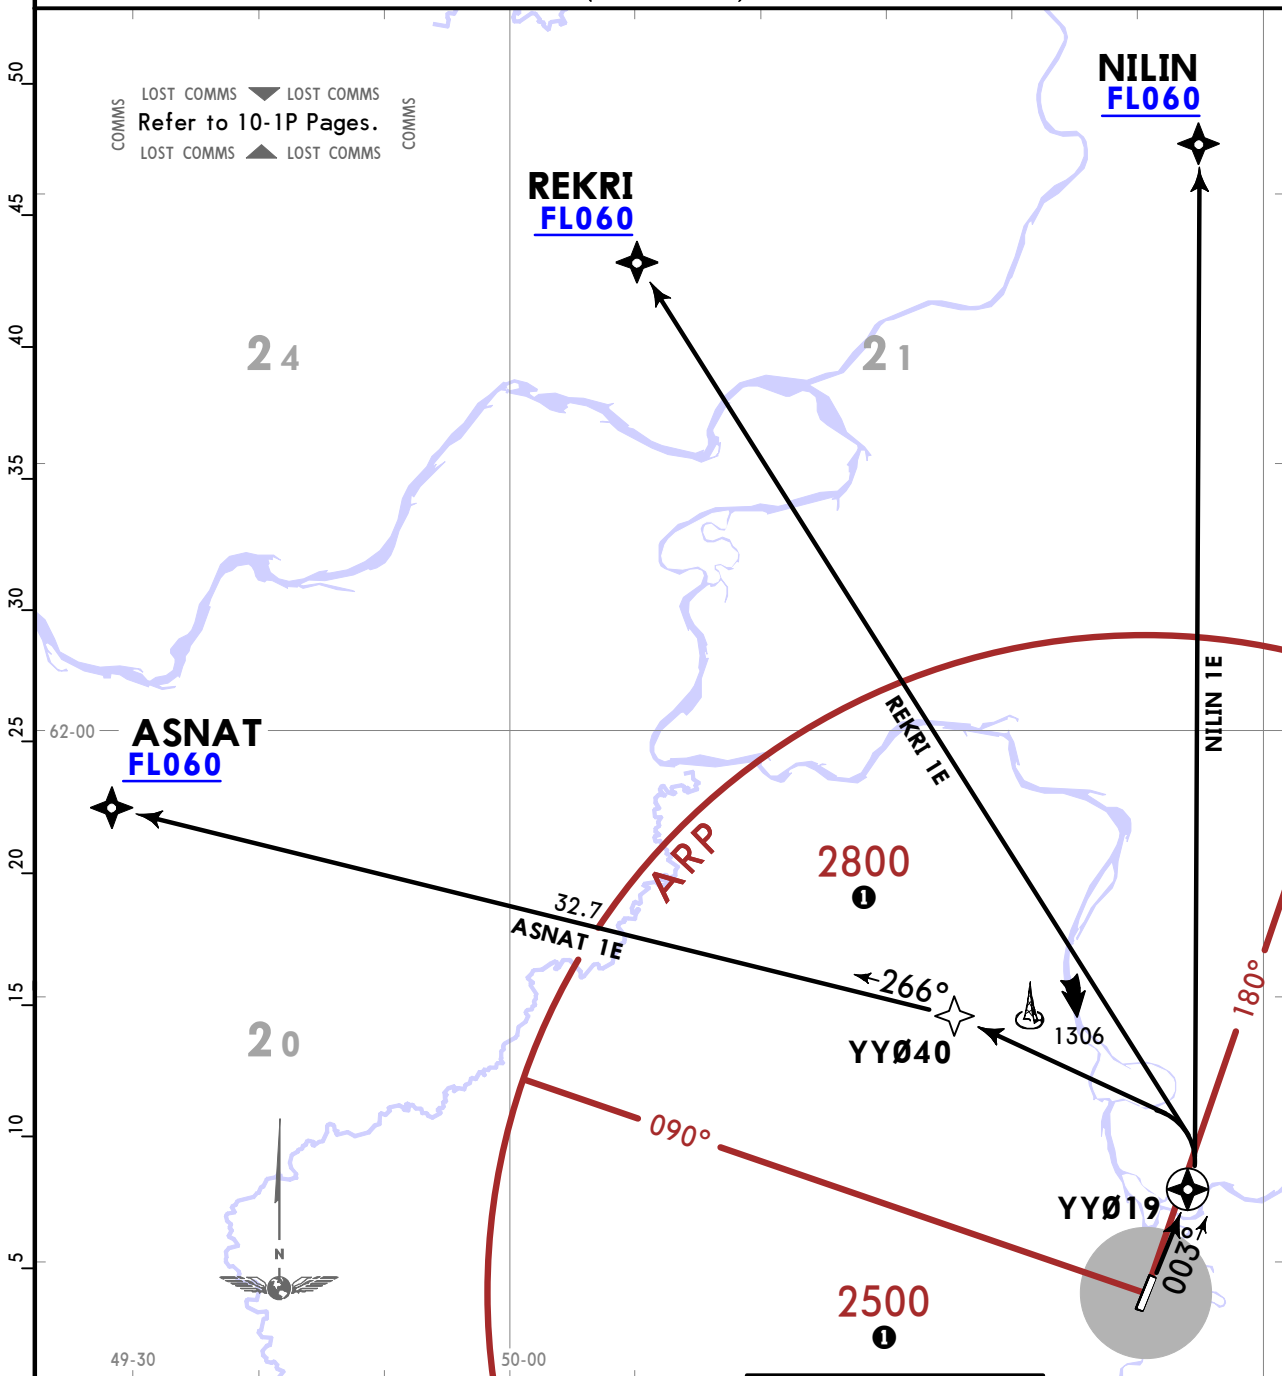 50
NILIN
FL060
LOST COMMS LOST COMMS
COMMS Refer to 10-1P Pages. COMMS
LOST COMMS LOST COMMS
REKRI
FL060
45
40
24
21
35
30
NILIN 1E
REKRI 1E
62-00
ASNAT
FL060
25
ARP
2800
1
20
32.7
ASNAT 1E
266°
180°
15
YYØ40
1306
20
10
090°
YYØ19
003°
N
5
2500
1
49-30
50-00